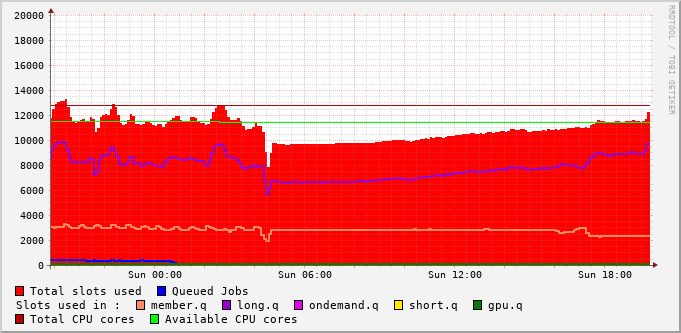 20000
18000
16000
14000
12000
10000
8000
6000
4000
2000
0
Sun 00:00 Sun 06:00 Sun 12:00 Sun 18:00
RRDTOOL / TOBI OETIKER
Total slots used Queued Jobs
Slots used in : member.q long.q ondemand.q short.q gpu.q
Total CPU cores Available CPU cores